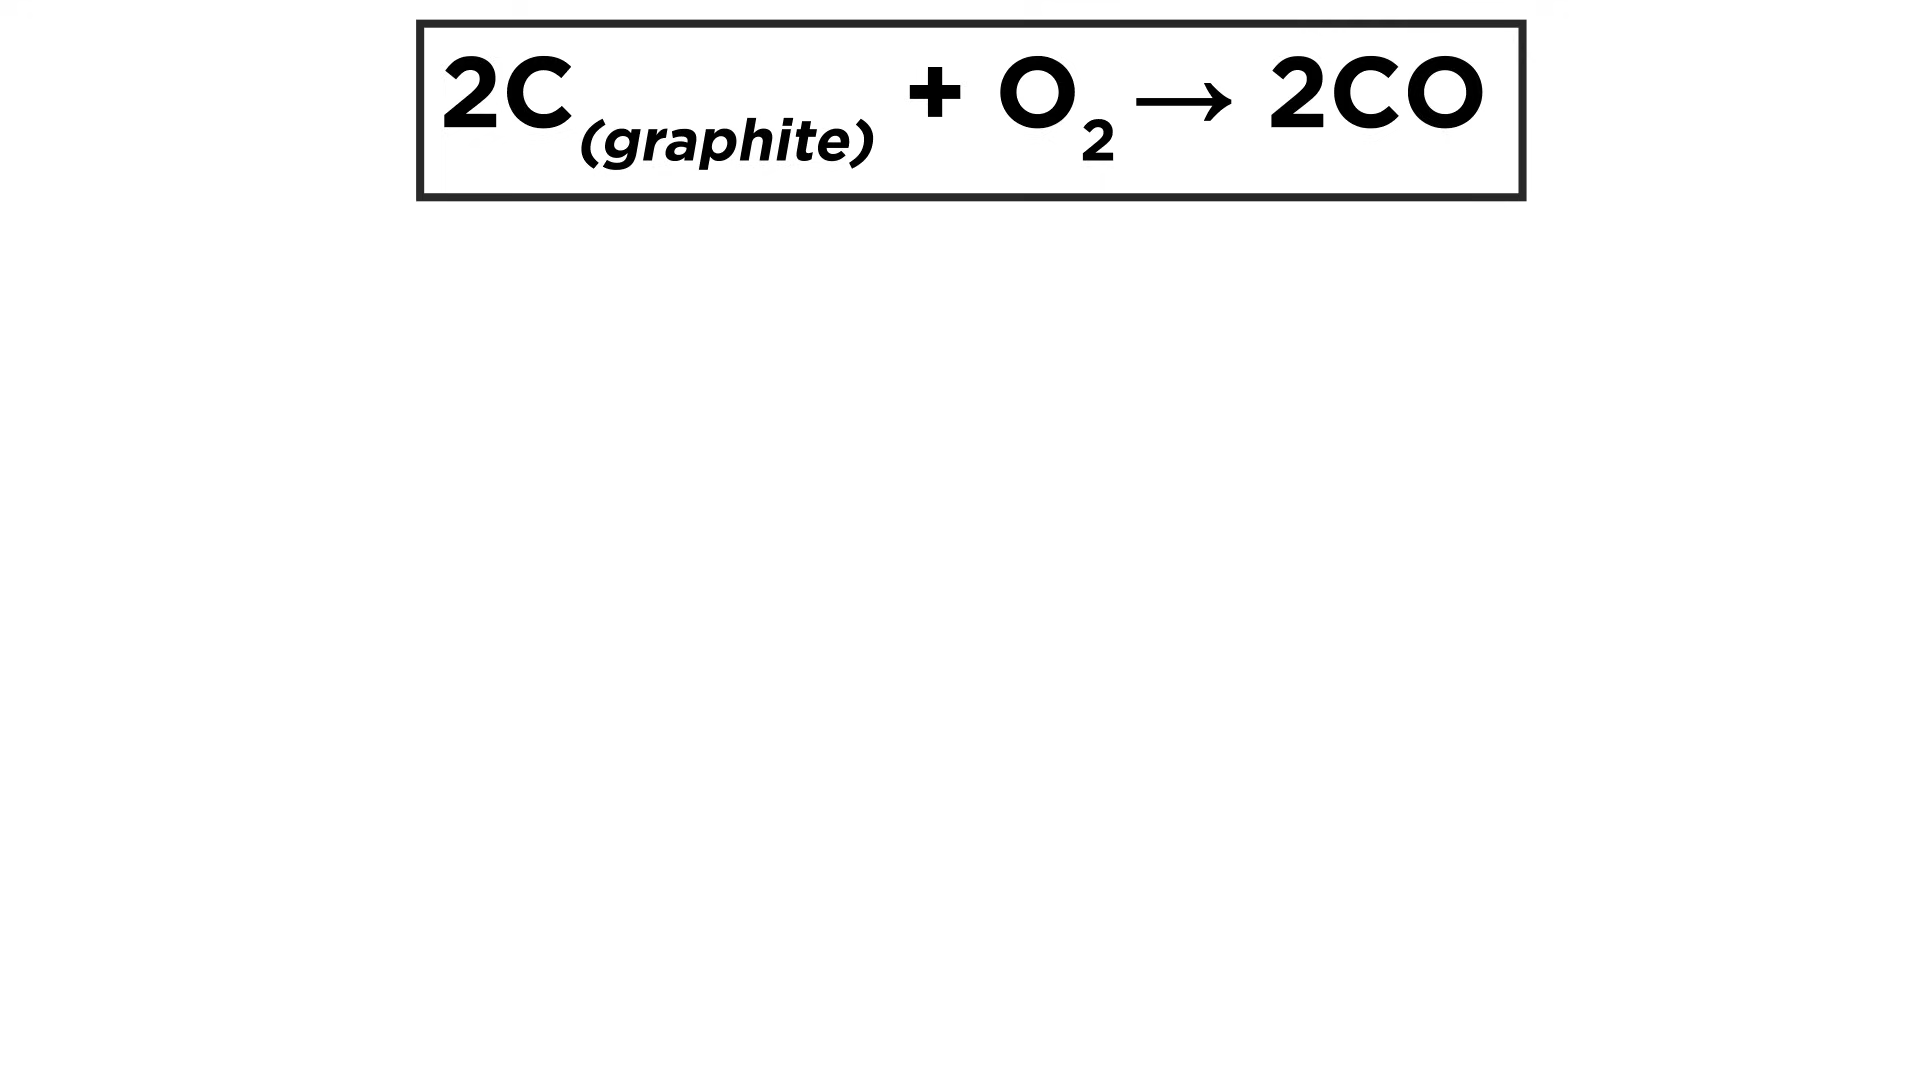 2C(graphite) + O2 → 2CO